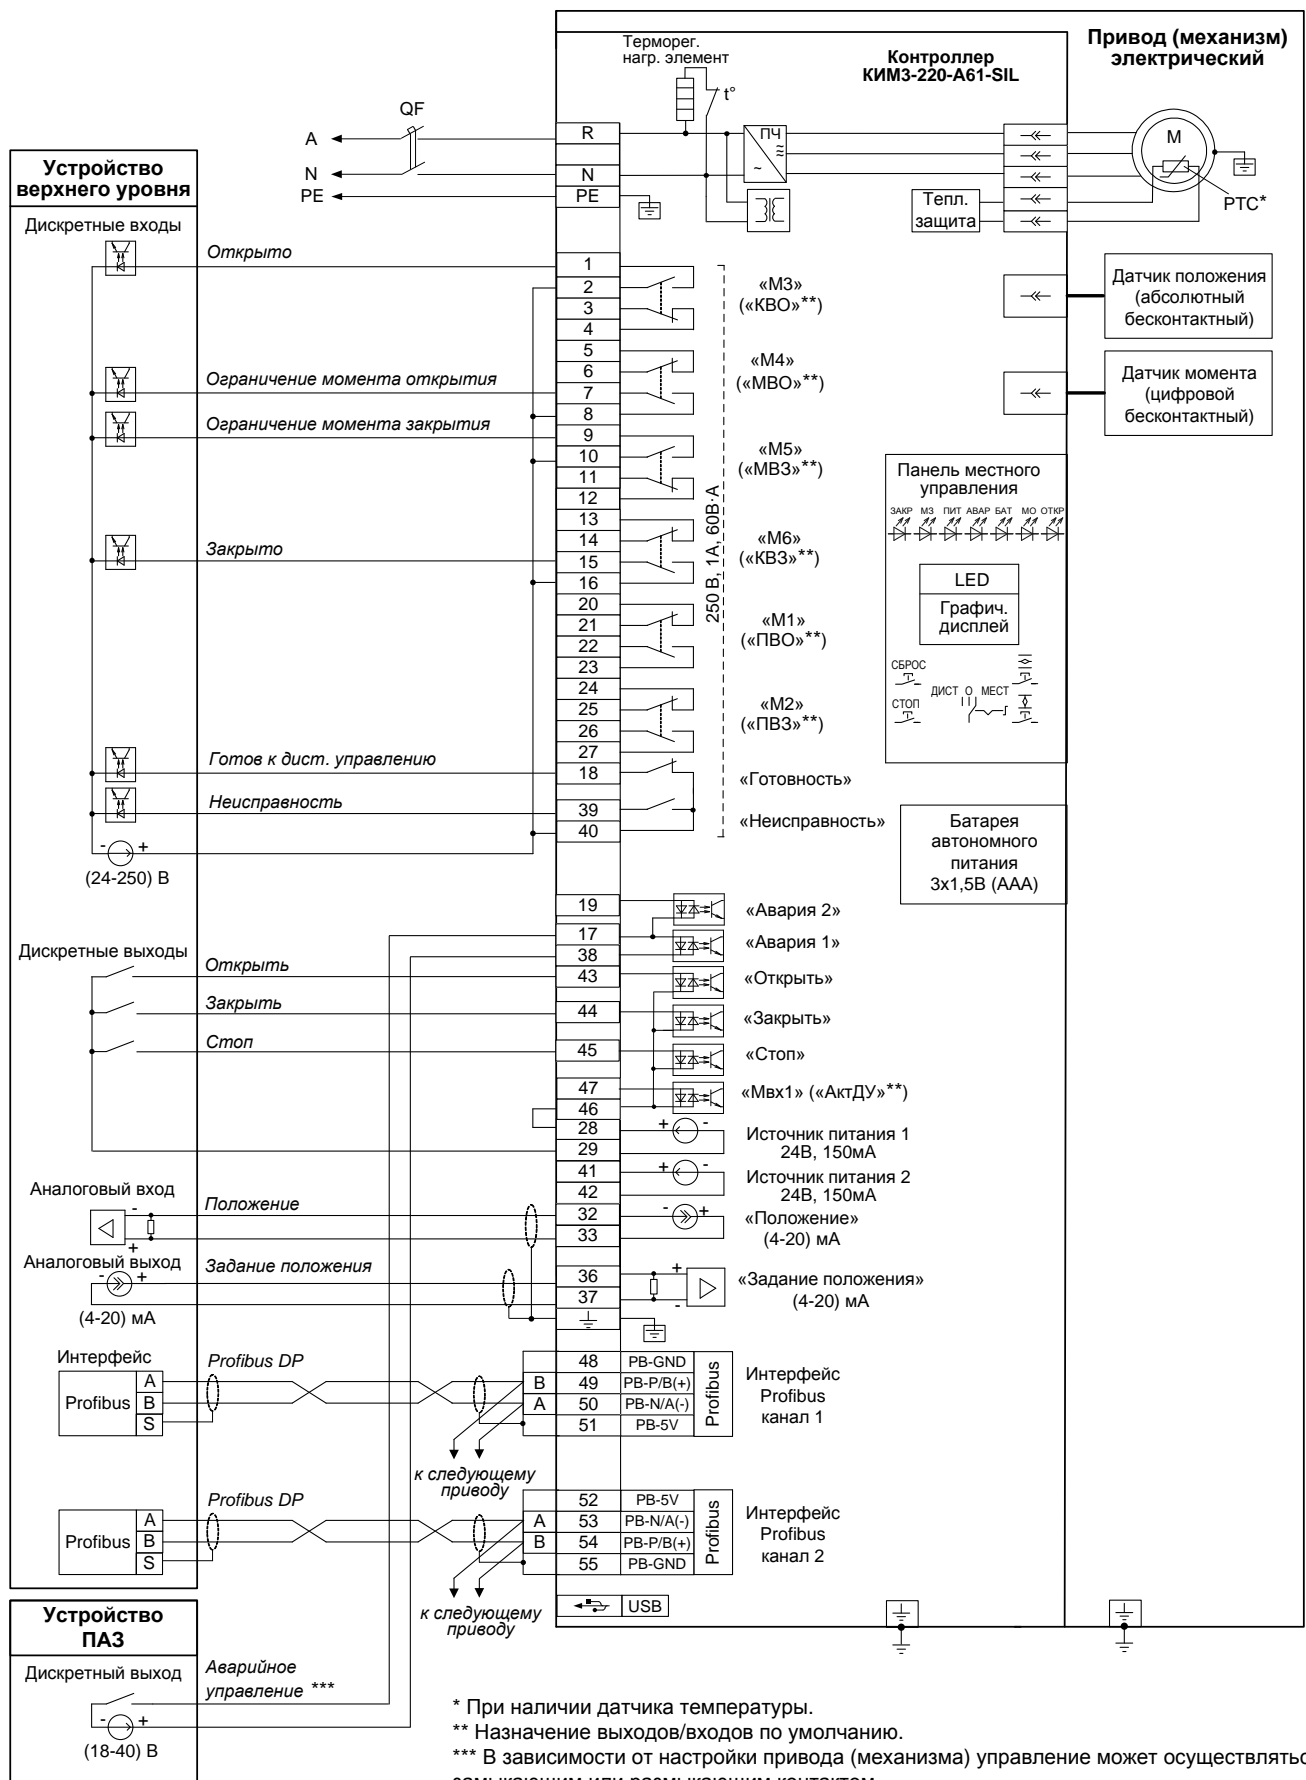 Привод (механизм)
электрический
Контроллер
КИМ3-220-А61-SIL
Терморег.
нагр. элемент
t°
QF
A
N
PE
R
N
PE
ПЧ
~
M
PTC*
Тепл.
защита
Устройство
верхнего уровня
Дискретные входы
Открыто
Ограничение момента открытия
Ограничение момента закрытия
Закрыто
Готов к дист. управлению
Неисправность
- +
(24-250) В
1
2
3
4
5
6
7
8
9
10
11
12
13
14
15
16
20
21
22
23
24
25
26
27
18
39
40
«М3»
(«КВО»**)
«М4»
(«МВО»**)
«М5»
(«МВЗ»**)
«М6»
(«КВЗ»**)
«М1»
(«ПВО»**)
«М2»
(«ПВЗ»**)
«Готовность»
«Неисправность»
250 В, 1А, 60В·А
Датчик положения
(абсолютный
бесконтактный)
Датчик момента
(цифровой
бесконтактный)
Панель местного
управления
ЗАКР МЗ ПИТ АВАР БАТ МО ОТКР
LED
Графич.
дисплей
СБРОС
СТОП
ДИСТ О МЕСТ
Батарея
автономного
питания
3х1,5В (ААА)
Дискретные выходы
Открыть
Закрыть
Стоп
19
17
38
43
44
45
47
46
28
29
41
42
32
33
36
37
«Авария 2»
«Авария 1»
«Открыть»
«Закрыть»
«Стоп»
«Мвх1» («АктДУ»**)
+ -
Источник питания 1
24В, 150мА
+ -
Источник питания 2
24В, 150мА
- +
«Положение»
(4-20) мА
+
-
«Задание положения»
(4-20) мА
Аналоговый вход
-
+
Положение
Аналоговый выход
- +
Задание положения
(4-20) мА
Интерфейс
Profibus
A
B
S
Profibus DP
B
A
48 PB-GND
49 PB-P/B(+)
50 PB-N/A(-)
51 PB-5V
Profibus
Интерфейс
Profibus
канал 1
к следующему
приводу
Profibus
A
B
S
Profibus DP
A
B
52 PB-5V
53 PB-N/A(-)
54 PB-P/B(+)
55 PB-GND
Profibus
Интерфейс
Profibus
канал 2
к следующему
приводу
USB
Устройство
ПАЗ
Дискретный выход
Аварийное
управление ***
- +
(18-40) В
* При наличии датчика температуры.
** Назначение выходов/входов по умолчанию.
*** В зависимости от настройки привода (механизма) управление может